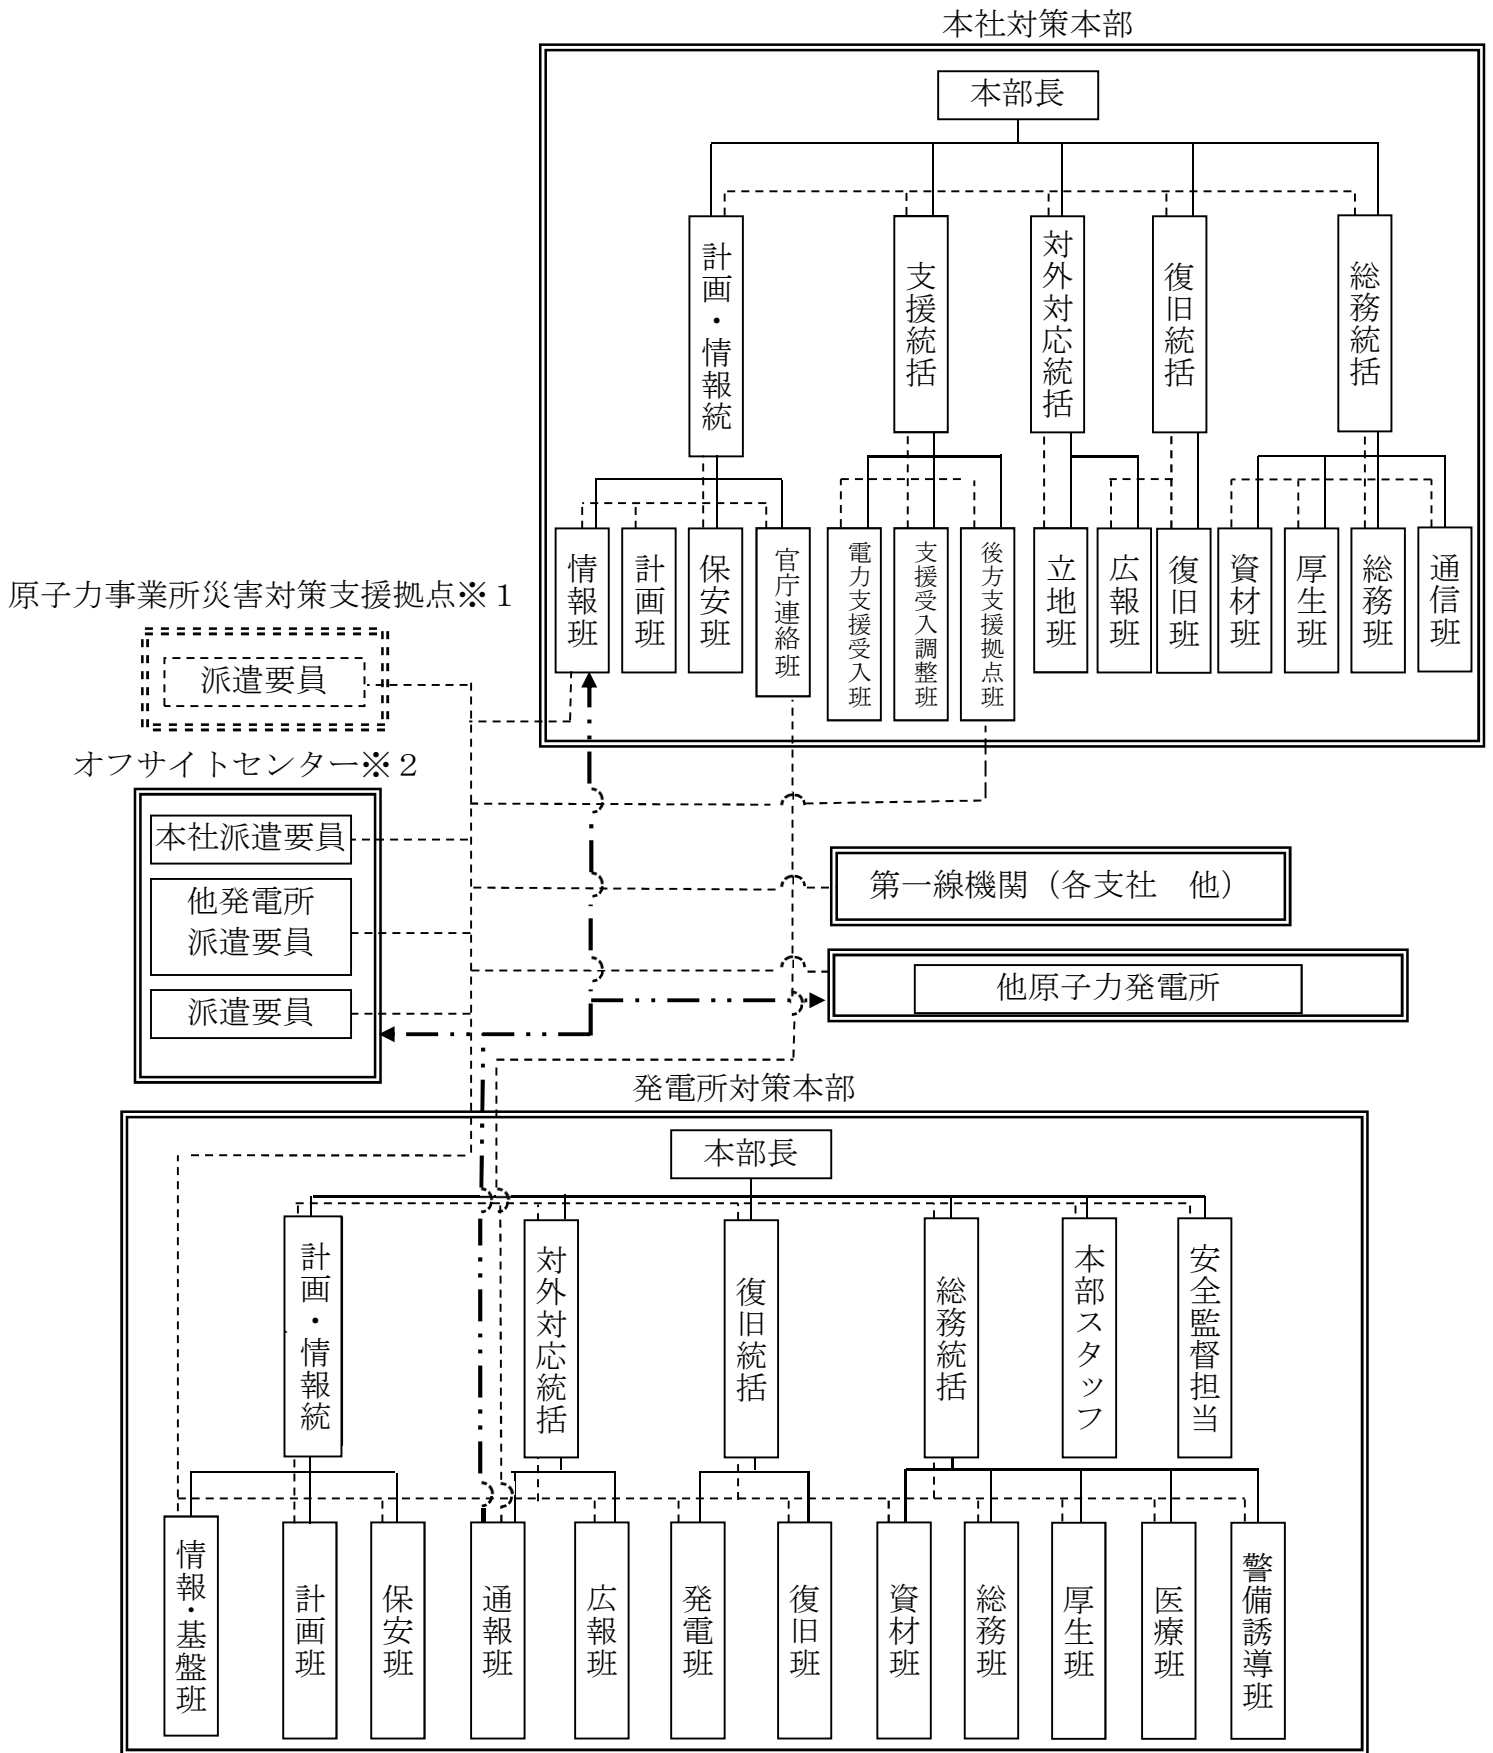 本社対策本部
本部長
計画・情報統
支援統括
対外対応統括
復旧統括
総務統括
情報班
計画班
保安班
官庁連絡班
電力支援受入班
支援受入調整班
後方支援拠点班
立地班
広報班
復旧班
資材班
厚生班
総務班
通信班
原子力事業所災害対策支援拠点※1
派遣要員
オフサイトセンター※2
本社派遣要員
他発電所
派遣要員
派遣要員
第一線機関（各支社　他）
他原子力発電所
発電所対策本部
本部長
計画・情報統
対外対応統括
復旧統括
総務統括
本部スタッフ
安全監督担当
情報・基盤班
計画班
保安班
通報班
広報班
発電班
復旧班
資材班
総務班
厚生班
医療班
警備誘導班